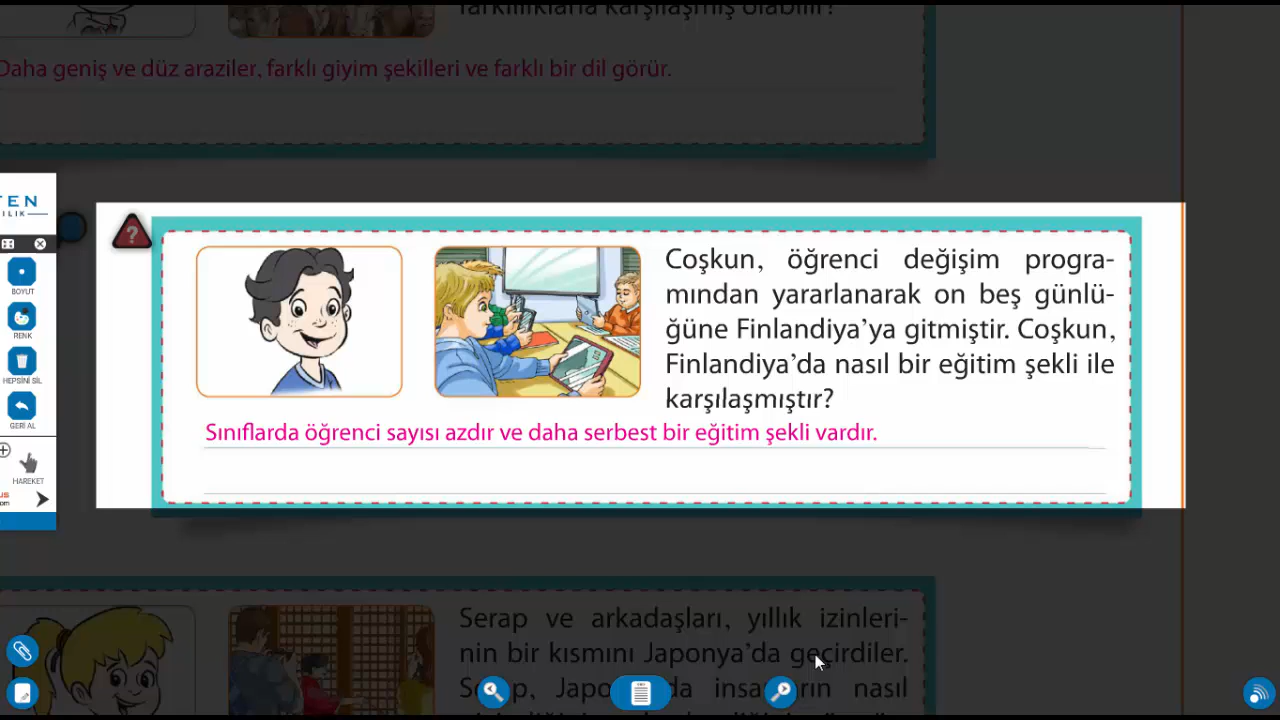 farklılıklarla karşılaşmış olabilir?
Daha geniş ve düz araziler, farklı giyim şekilleri ve farklı bir dil görür.
TEN
ILIK
?
Coşkun, öğrenci değişim progra-
mından yararlanarak on beş günlü-
ğüne Finlandiya’ya gitmiştir. Coşkun,
Finlandiya’da nasıl bir eğitim şekli ile
karşılaşmıştır?
Sınıflarda öğrenci sayısı azdır ve daha serbest bir eğitim şekli vardır.
BOYUT
RENK
HEPSİNİ SİL
GERİ AL
HAREKET
Serap ve arkadaşları, yıllık izinleri-
nin bir kısmını Japonya’da geçirdiler.